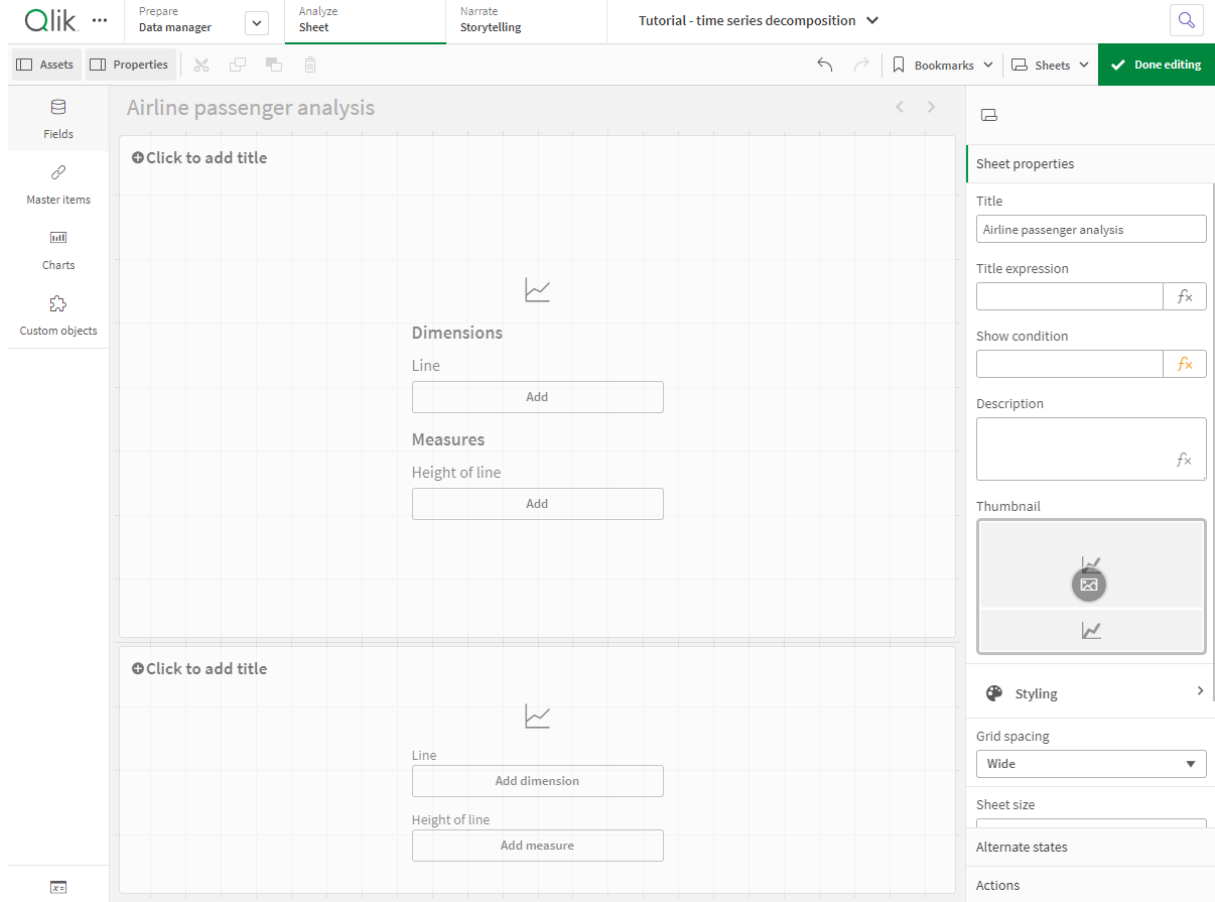 Qlik
Prepare
Data manager
Analyze
Sheet
Narrate
Storytelling
Tutorial - time series decomposition
Assets
Properties
Bookmarks
Sheets
Done editing
Fields
Master items
Charts
Custom objects
Airline passenger analysis
Click to add title
Dimensions
Line
Add
Measures
Height of line
Add
Click to add title
Line
Add dimension
Height of line
Add measure
Sheet properties
Title
Airline passenger analysis
Title expression
fx
Show condition
fx
Description
fx
Thumbnail
Styling
Grid spacing
Wide
Sheet size
Alternate states
Actions
x=